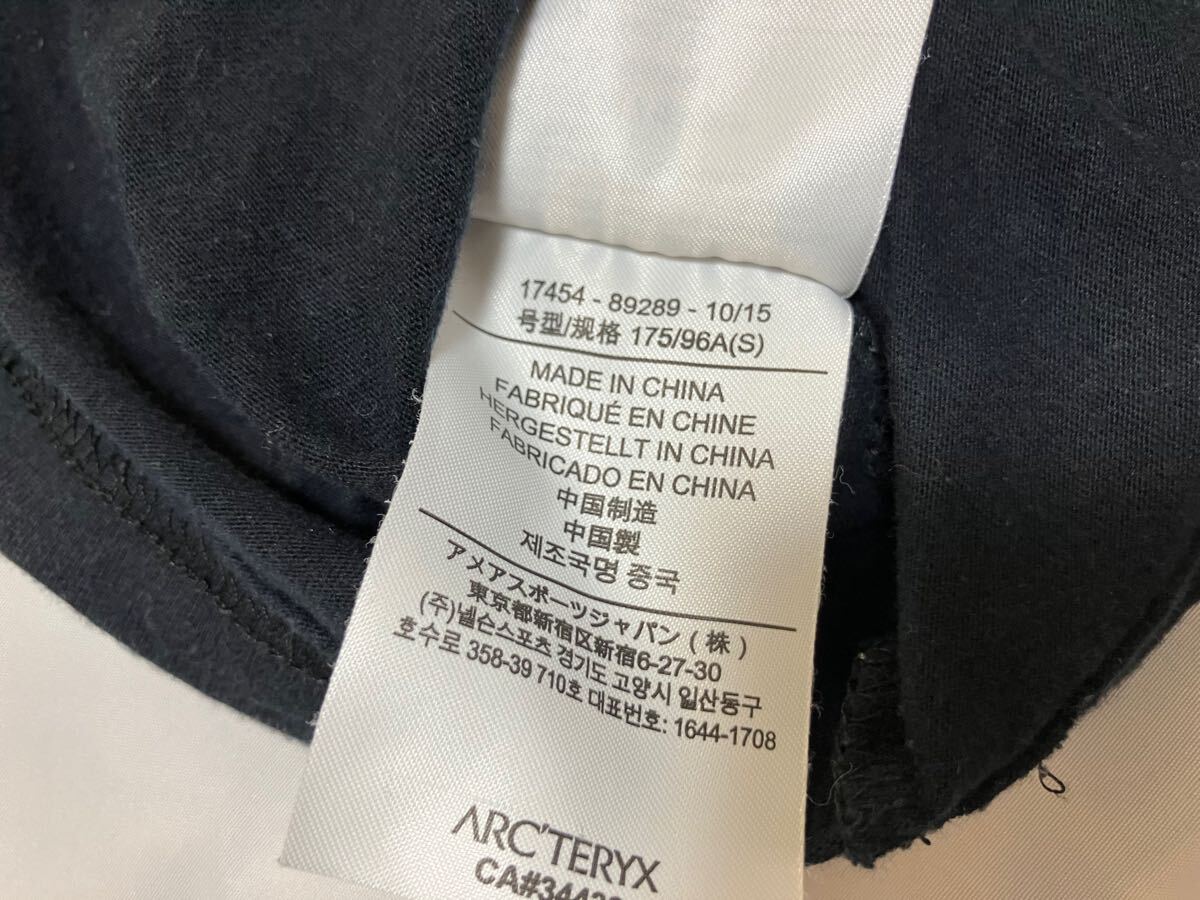 17454 - 89289 - 10/15
号型/规格 175/96A(S)
MADE IN CHINA
FABRIQUÉ EN CHINE
HERGESTELLT IN CHINA
FABRICADO EN CHINA
中国制造
中国製
제조국명 중국
アメアスポーツジャパン (株)
東京都新宿区新宿6-27-30
(주)넬슨스포츠 경기도 고양시 일산동구
호수로 358-39 710호 대표번호: 1644-1708
ARC'TERYX